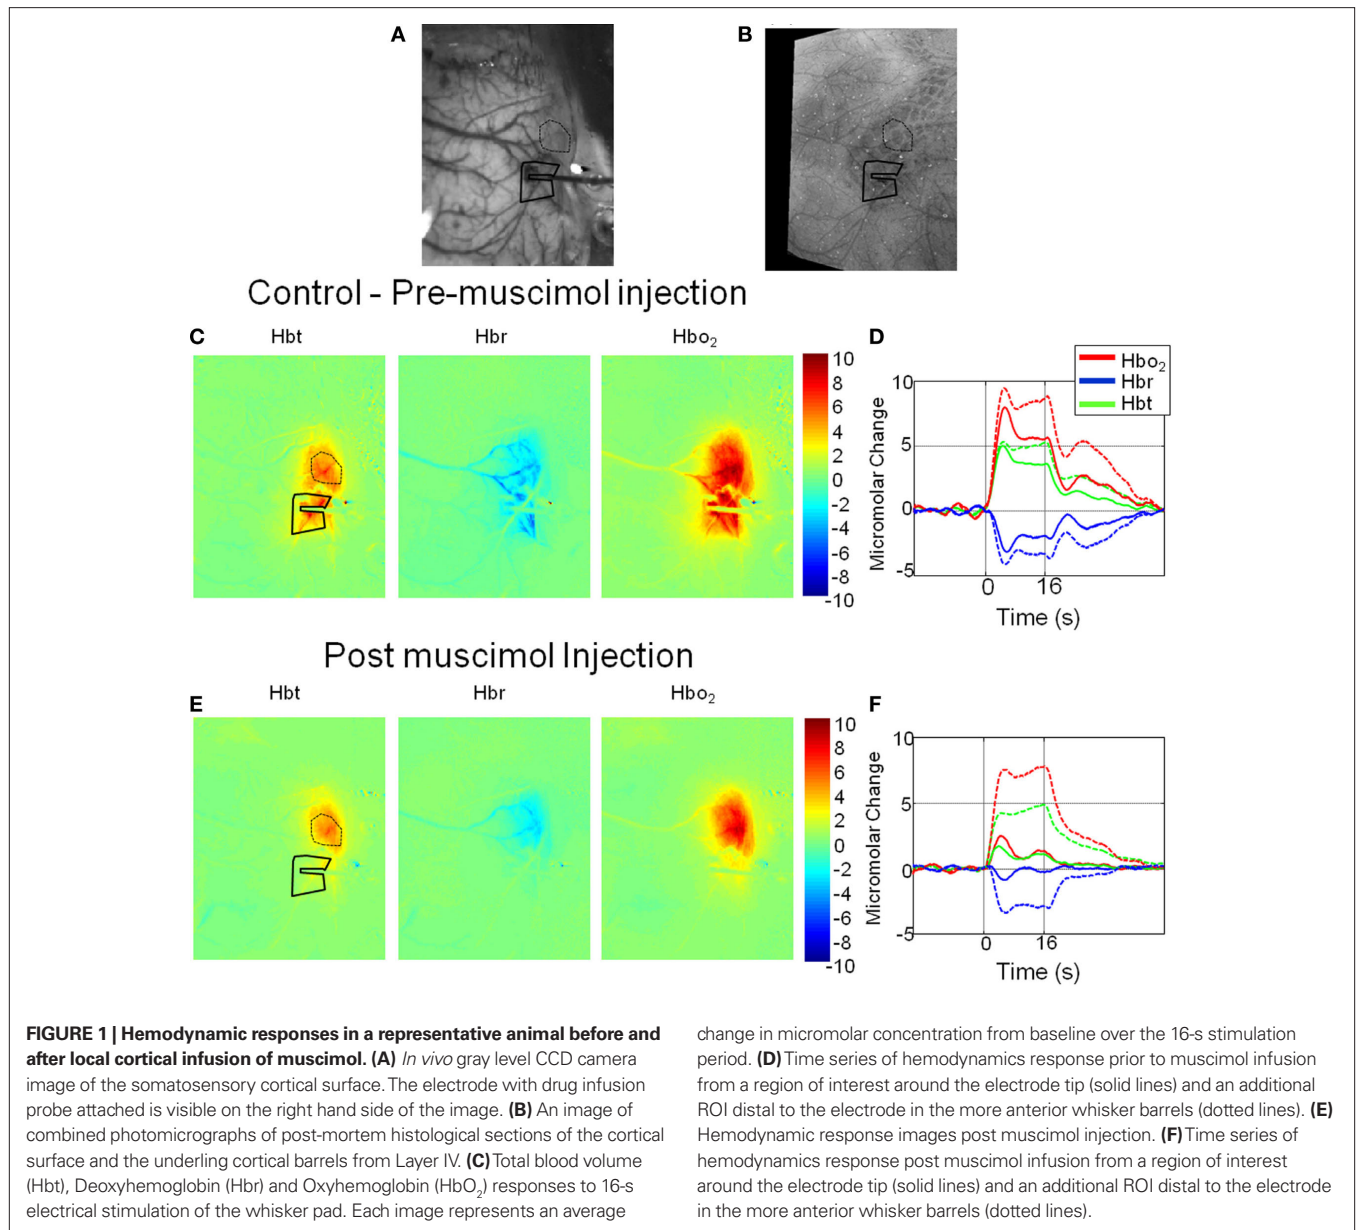 A
B
Control - Pre-muscimol injection
C
Hbt
Hbr
Hbo₂
10
8
6
4
2
0
-2
-4
-6
-8
-10
D
Hbo₂
Hbr
Hbt
10
5
0
-5
Micromolar Change
0
16
Time (s)
Post muscimol Injection
E
Hbt
Hbr
Hbo₂
10
8
6
4
2
0
-2
-4
-6
-8
-10
F
10
5
0
-5
Micromolar Change
0
16
Time (s)
FIGURE 1 | Hemodynamic responses in a representative animal before and
after local cortical infusion of muscimol. (A) In vivo gray level CCD camera
image of the somatosensory cortical surface. The electrode with drug infusion
probe attached is visible on the right hand side of the image. (B) An image of
combined photomicrographs of post-mortem histological sections of the cortical
surface and the underling cortical barrels from Layer IV. (C) Total blood volume
(Hbt), Deoxyhemoglobin (Hbr) and Oxyhemoglobin (HbO₂) responses to 16-s
electrical stimulation of the whisker pad. Each image represents an average
change in micromolar concentration from baseline over the 16-s stimulation
period. (D) Time series of hemodynamics response prior to muscimol infusion
from a region of interest around the electrode tip (solid lines) and an additional
ROI distal to the electrode in the more anterior whisker barrels (dotted lines). (E)
Hemodynamic response images post muscimol injection. (F) Time series of
hemodynamics response post muscimol infusion from a region of interest
around the electrode tip (solid lines) and an additional ROI distal to the electrode
in the more anterior whisker barrels (dotted lines).